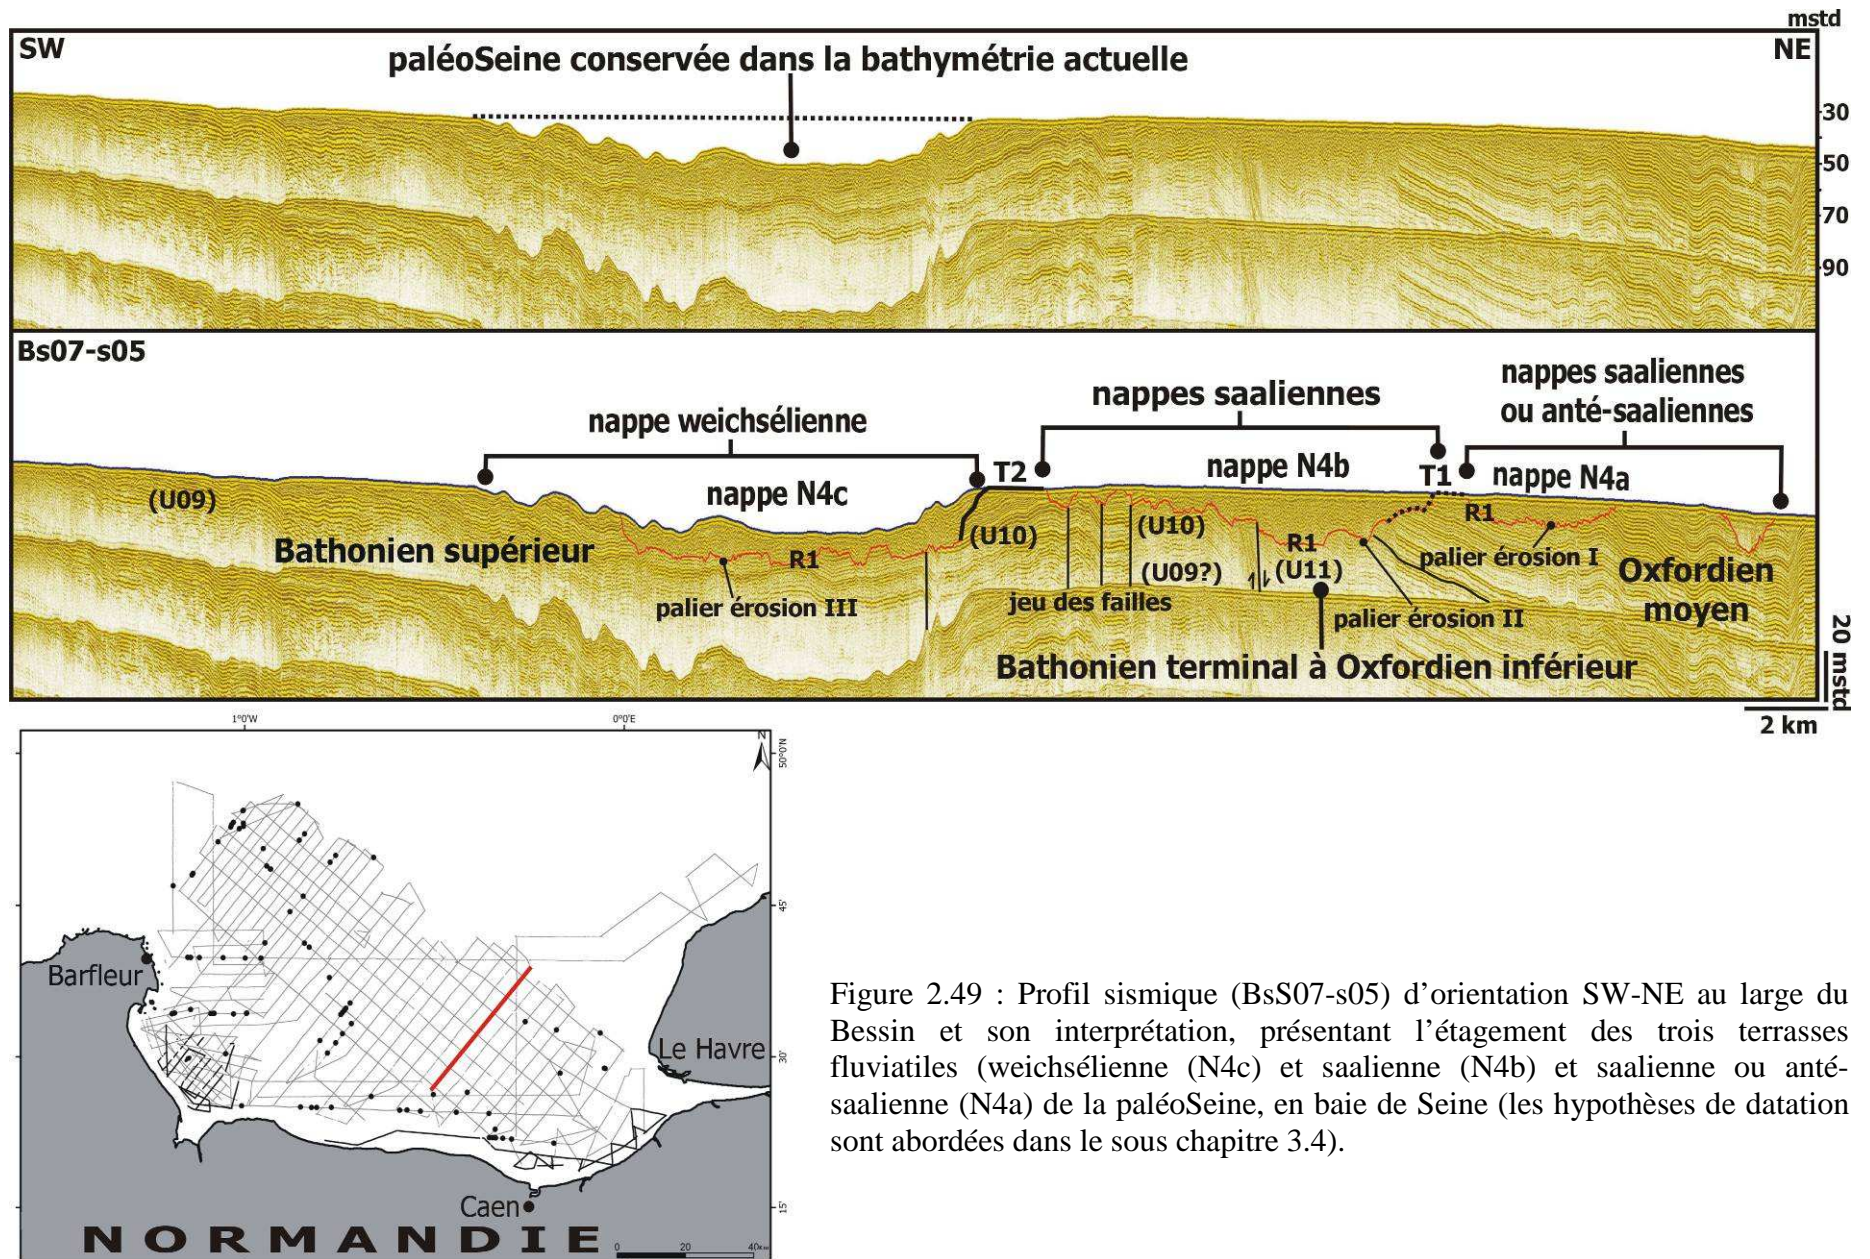 mstd
SW
NE
paléoSeine conservée dans la bathymétrie actuelle
30
50
70
90
Bs07-s05
nappes saaliennes
ou anté-saaliennes
nappes saaliennes
nappe weichsélienne
T2
nappe N4b
T1
nappe N4a
nappe N4c
(U09)
R1
(U10)
(U10)
Bathonien supérieur
R1
R1
palier érosion I
(U09?)
(U11)
Oxfordien
moyen
palier érosion III
jeu des failles
palier érosion II
Bathonien terminal à Oxfordien inférieur
20 mstd
2 km
1°0'W
0°0'E
N
50°0'N
45'
30'
15'
Barfleur
Le Havre
Caen
NORMANDIE
0 20 40
Figure 2.49 : Profil sismique (BsS07-s05) d'orientation SW-NE au large du
Bessin et son interprétation, présentant l'étagement des trois terrasses
fluviatiles (weichsélienne (N4c) et saalienne (N4b) et saalienne ou anté-
saalienne (N4a) de la paléoSeine, en baie de Seine (les hypothèses de datation
sont abordées dans le sous chapitre 3.4).